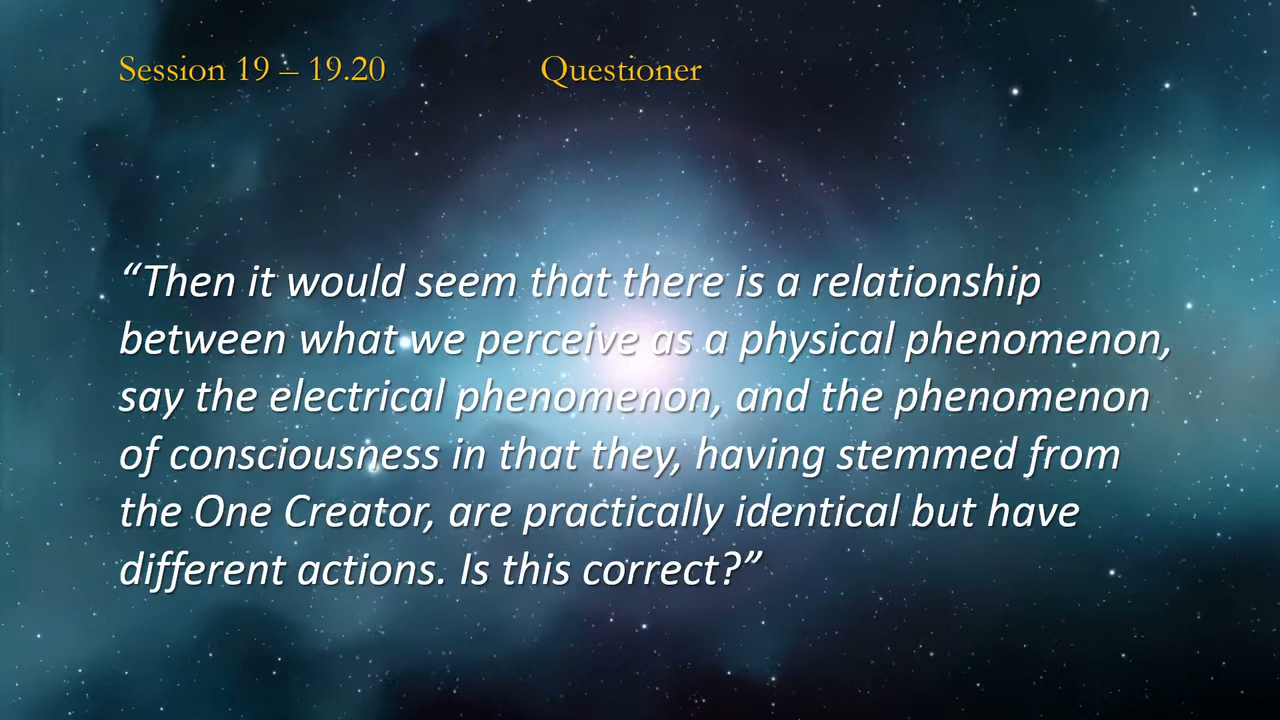 Session 19 – 19.20 Questioner
“Then it would seem that there is a relationship
between what we perceive as a physical phenomenon,
say the electrical phenomenon, and the phenomenon
of consciousness in that they, having stemmed from
the One Creator, are practically identical but have
different actions. Is this correct?”